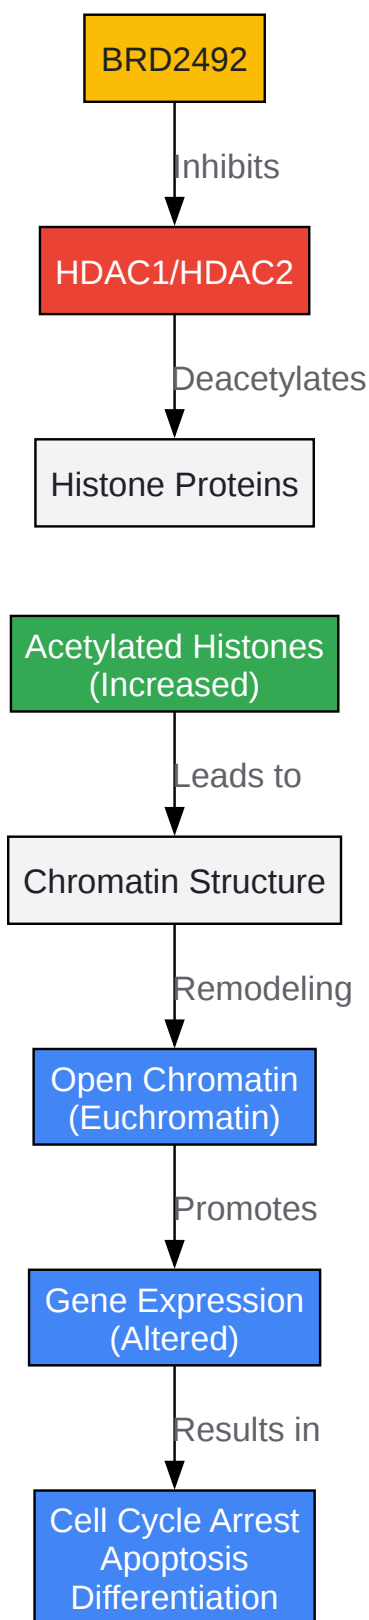 BRD2492
Inhibits
HDAC1/HDAC2
Deacetylates
Histone Proteins
Acetylated Histones
(Increased)
Leads to
Chromatin Structure
Remodeling
Open Chromatin
(Euchromatin)
Promotes
Gene Expression
(Altered)
Results in
Cell Cycle Arrest
Apoptosis
Differentiation